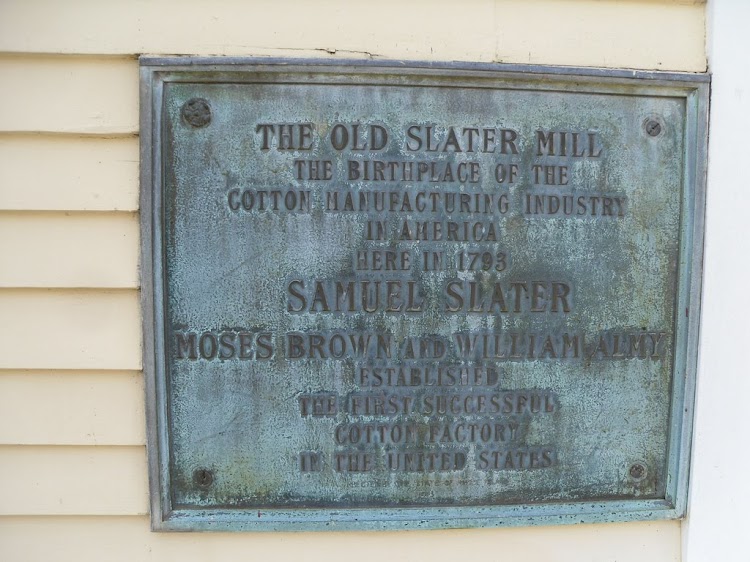 THE OLD SLATER MILL
THE BIRTHPLACE OF THE
COTTON MANUFACTURING INDUSTRY
IN AMERICA
HERE IN 1793
SAMUEL SLATER
MOSES BROWN AND WILLIAM ALMY
ESTABLISHED
THE FIRST SUCCESSFUL
COTTON FACTORY
IN THE UNITED STATES